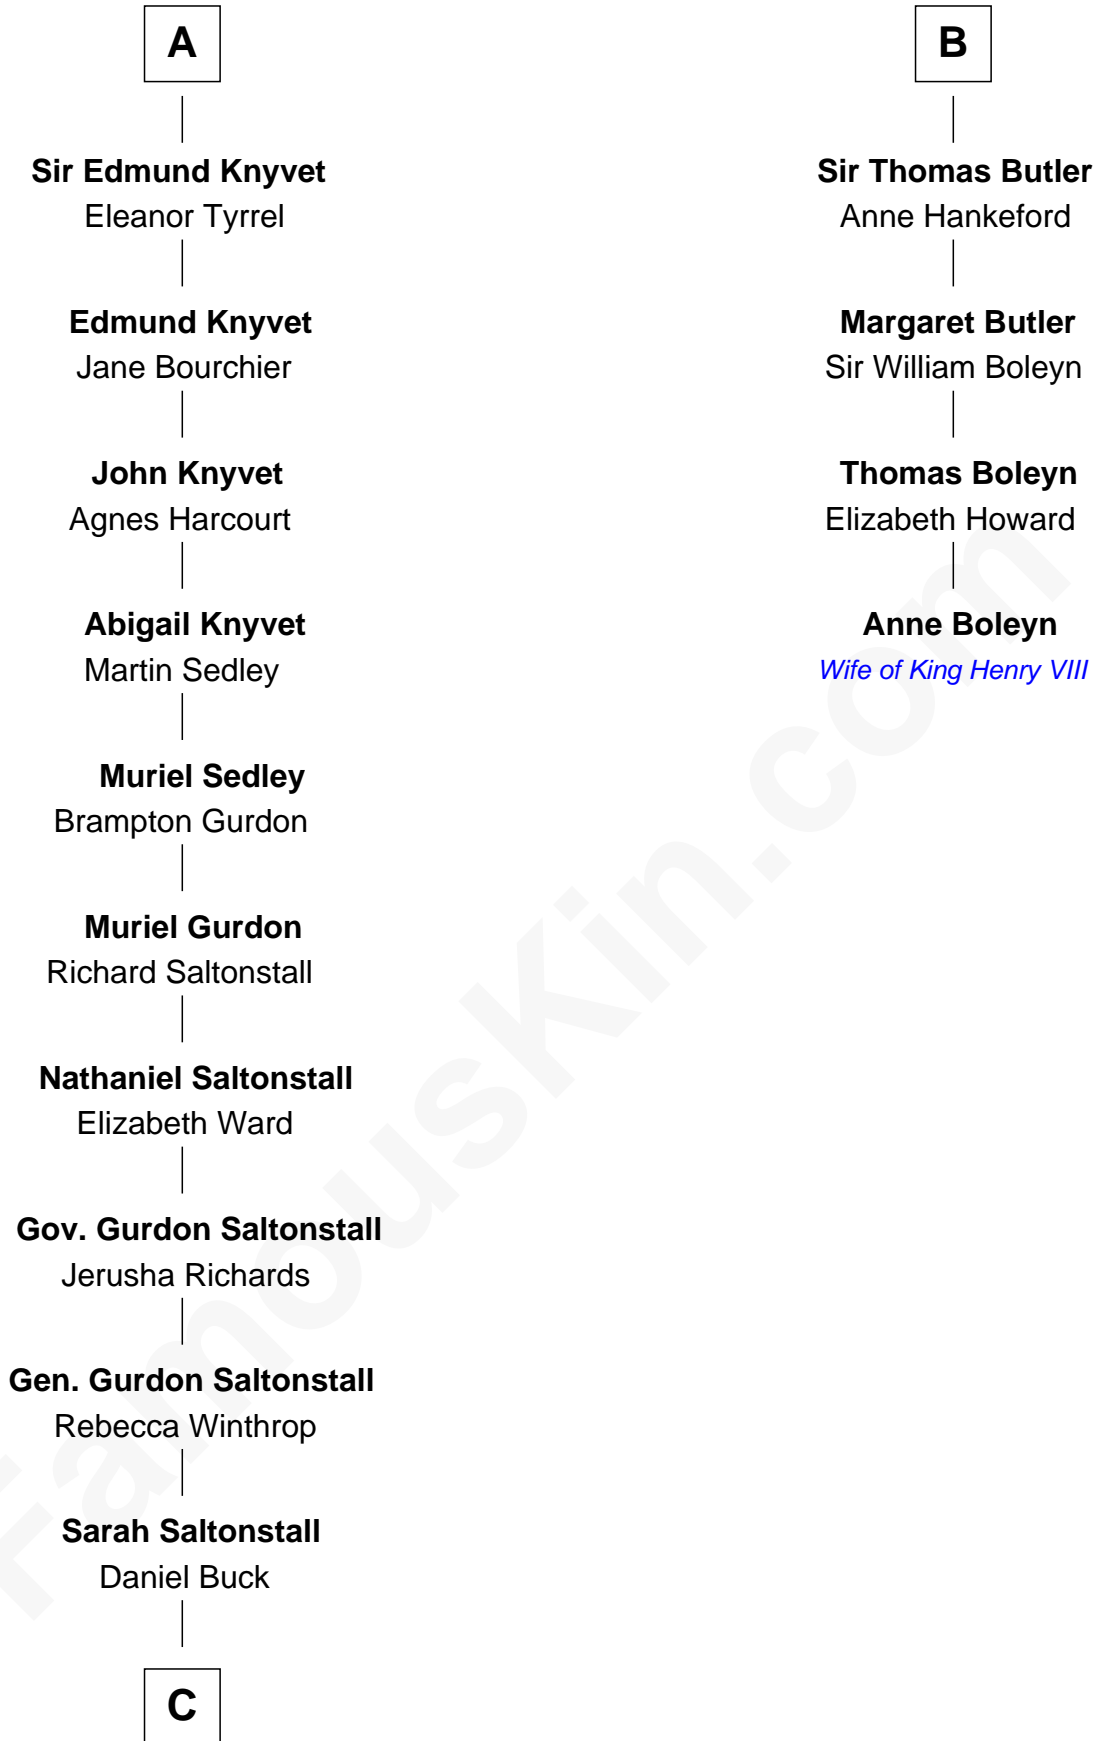 A
Sir Edmund Knyvet
Eleanor Tyrrel
Edmund Knyvet
Jane Bourchier
John Knyvet
Agnes Harcourt
Abigail Knyvet
Martin Sedley
Muriel Sedley
Brampton Gurdon
Muriel Gurdon
Richard Saltonstall
Nathaniel Saltonstall
Elizabeth Ward
Gov. Gurdon Saltonstall
Jerusha Richards
Gen. Gurdon Saltonstall
Rebecca Winthrop
Sarah Saltonstall
Daniel Buck
C
B
Sir Thomas Butler
Anne Hankeford
Margaret Butler
Sir William Boleyn
Thomas Boleyn
Elizabeth Howard
Anne Boleyn
Wife of King Henry VIII
FamousKin.com